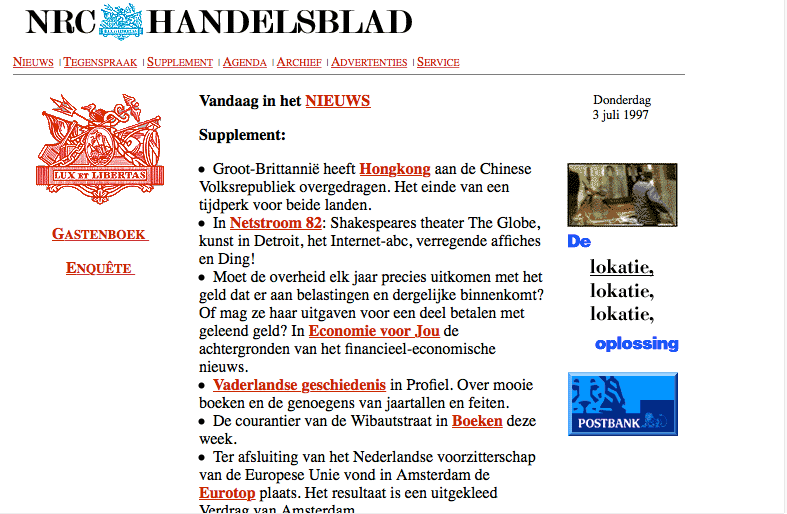 NRC HANDELSBLAD
NIEUWS | TEGENSPRAAK | SUPPLEMENT | AGENDA | ARCHIEF | ADVERTENTIES | SERVICE
LUX ET LIBERTAS
GASTENBOEK
ENQUÊTE
Vandaag in het NIEUWS
Supplement:
• Groot-Brittannië heeft Hongkong aan de Chinese
Volksrepubliek overgedragen. Het einde van een
tijdperk voor beide landen.
• In Netstroom 82: Shakespeares theater The Globe,
kunst in Detroit, het Internet-abc, verregende affiches
en Ding!
• Moet de overheid elk jaar precies uitkomen met het
geld dat er aan belastingen en dergelijke binnenkomt?
Of mag ze haar uitgaven voor een deel betalen met
geleend geld? In Economie voor Jou de
achtergronden van het financieel-economische
nieuws.
• Vaderlandse geschiedenis in Profiel. Over mooie
boeken en de genoegens van jaartallen en feiten.
• De courantier van de Wibautstraat in Boeken deze
week.
• Ter afsluiting van het Nederlandse voorzitterschap
van de Europese Unie vond in Amsterdam de
Eurotop plaats. Het resultaat is een uitgekleed
Verdrag van Amsterdam
Donderdag
3 juli 1997
De
lokatie,
lokatie,
lokatie,
oplossing
POSTBANK